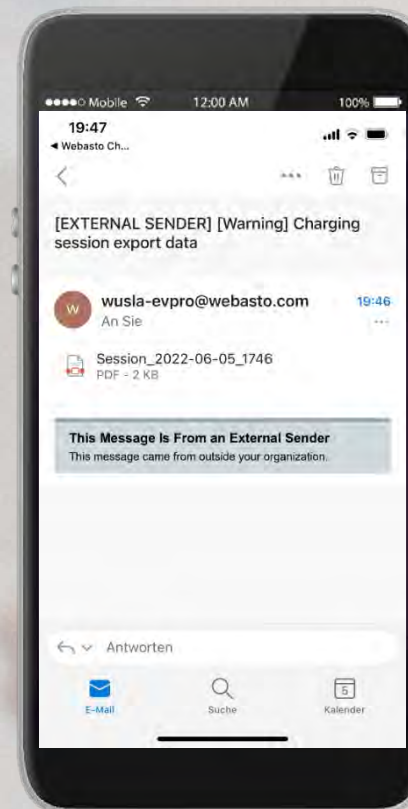 Mobile 12:00 AM 100%
19:47
Webasto Ch...
[EXTERNAL SENDER] [Warning] Charging
session export data
W
wusla-evpro@webasto.com 19:46
An Sie
Session_2022-06-05_1746
PDF - 2 KB
This Message Is From an External Sender
This message came from outside your organization.
Antworten
5
E-Mail Suche Kalender